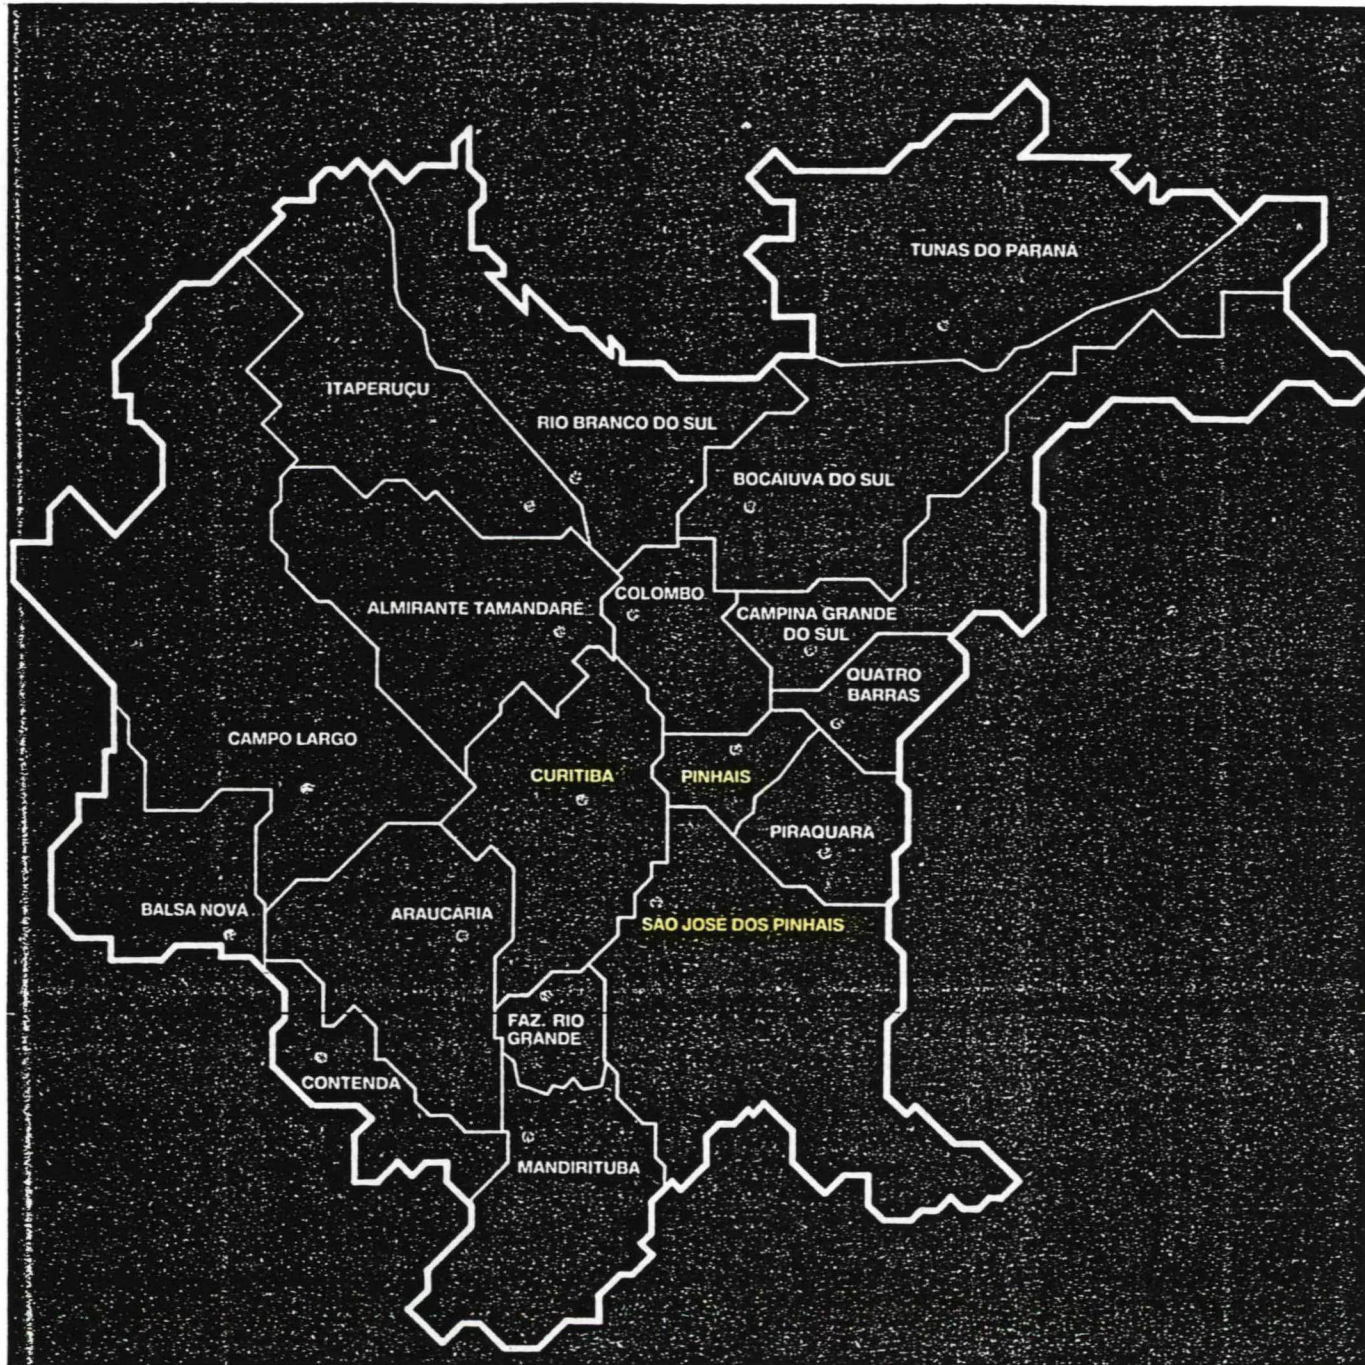 TUNAS DO PARANÁ
ITAPERUÇU
RIO BRANCO DO SUL
BOCAIUVA DO SUL
COLOMBO
ALMIRANTE TAMANDARÉ
CAMPINA GRANDE
DO SUL
QUATRO
BARRAS
CAMPO LARGO
CURITIBA
PINHAIS
PIRAQUARA
BALSA NOVA
ARAUCÁRIA
SÃO JOSÉ DOS PINHAIS
FAZ. RIO
GRANDE
CONTENDA
MANDIRITUBA